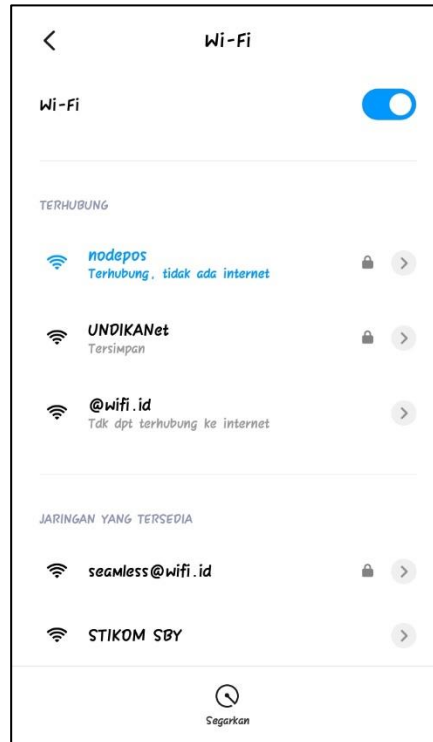 Wi-Fi
Wi-Fi
TERHUBUNG
nodepos
Terhubung, tidak ada internet
UNDIKANet
Tersimpan
@wifi.id
Tdk dpt terhubung ke internet
JARINGAN YANG TERSEDIA
seamless@wifi.id
STIKOM SBY
Segarkan